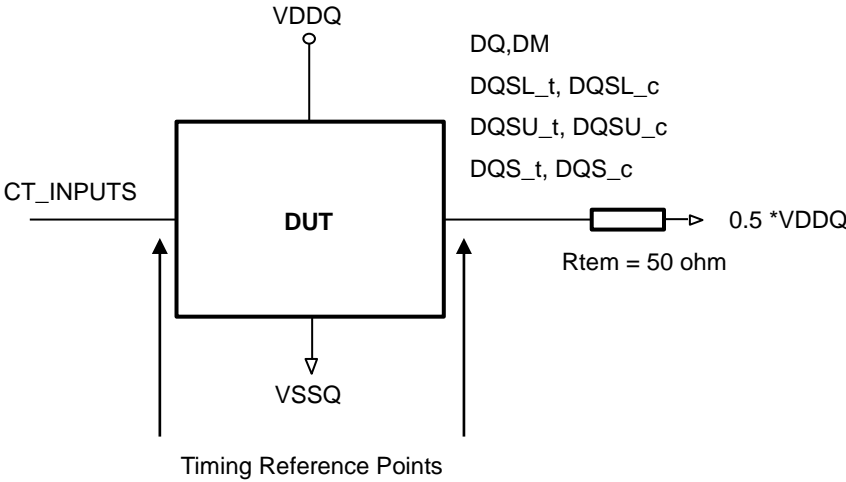 VDDQ
DQ,DM
DQSL_t, DQSL_c
DQSU_t, DQSU_c
DQS_t, DQS_c
CT_INPUTS
DUT
0.5 *VDDQ
Rtem = 50 ohm
VSSQ
Timing Reference Points